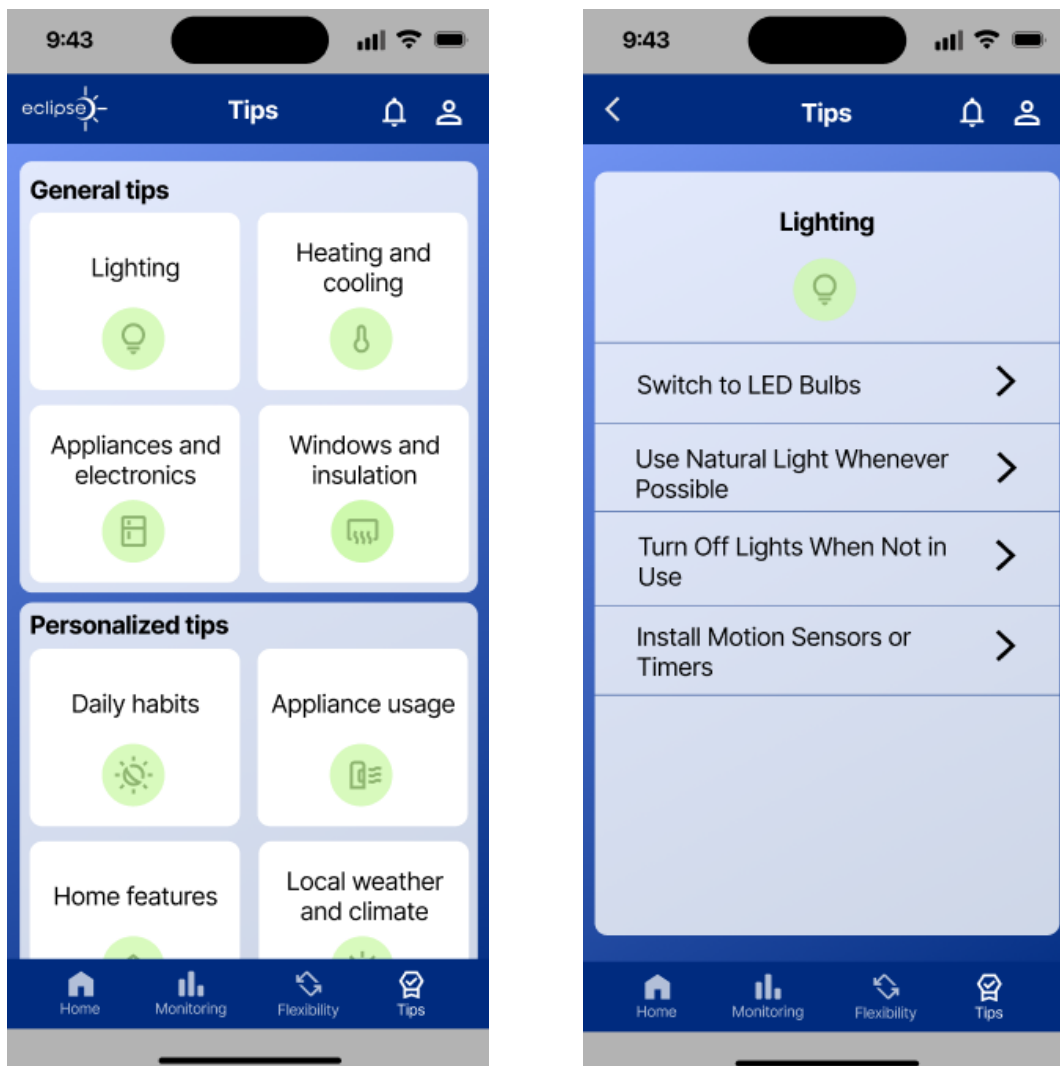 9:43
eclipse
Tips
General tips
Lighting
Heating and
cooling
Appliances and
electronics
Windows and
insulation
Personalized tips
Daily habits
Appliance usage
Home features
Local weather
and climate
Home
Monitoring
Flexibility
Tips
9:43
Tips
Lighting
Switch to LED Bulbs
Use Natural Light Whenever
Possible
Turn Off Lights When Not in
Use
Install Motion Sensors or
Timers
Home
Monitoring
Flexibility
Tips